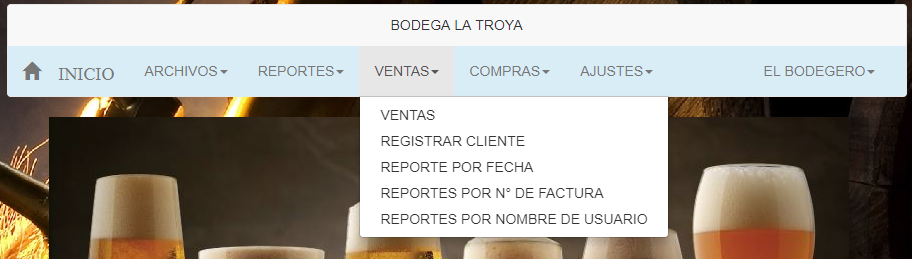 BODEGA LA TROYA
INICIO ARCHIVOS REPORTES VENTAS COMPRAS AJUSTES EL BODEGERO
VENTAS
REGISTRAR CLIENTE
REPORTE POR FECHA
REPORTES POR N° DE FACTURA
REPORTES POR NOMBRE DE USUARIO